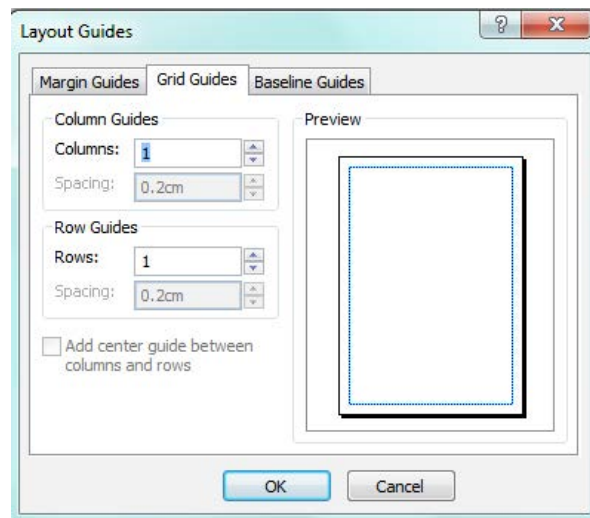 Layout Guides
?
X
Margin Guides Grid Guides Baseline Guides
Column Guides
Columns: 1
Spacing: 0.2cm
Row Guides
Rows: 1
Spacing: 0.2cm
Add center guide between
columns and rows
Preview
OK Cancel